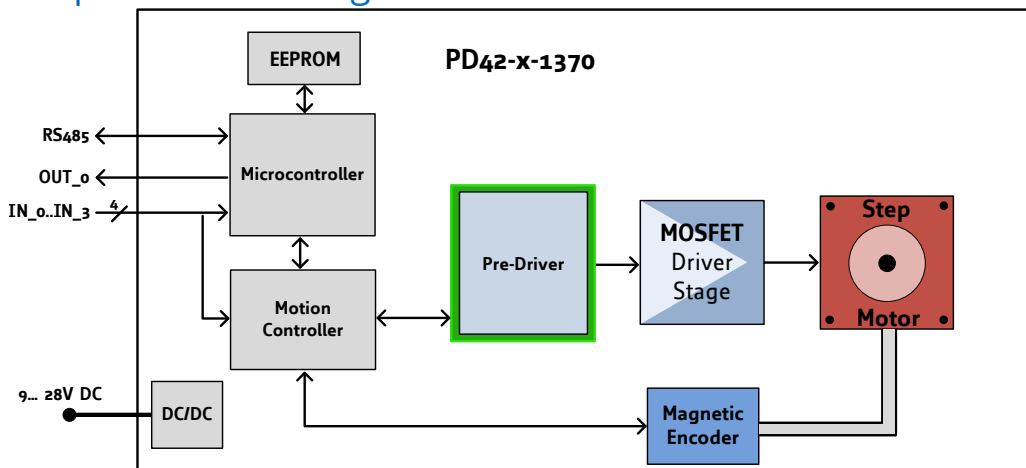 EEPROM
PD42-x-1370
RS485
OUT_0
IN_0..IN_3
4
Microcontroller
Pre-Driver
MOSFET
Driver
Stage
Step
Motor
Motion
Controller
9... 28V DC
DC/DC
Magnetic
Encoder